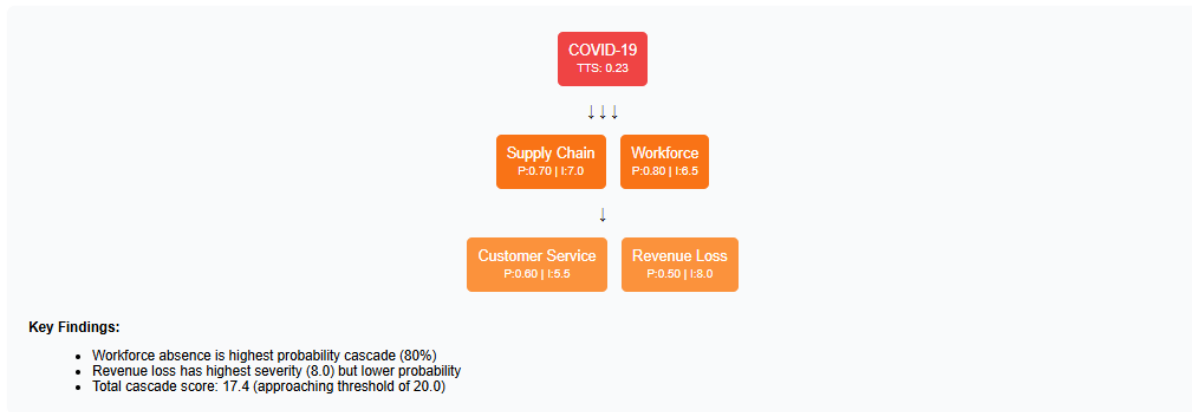 COVID-19
TTS: 0.23
↓↓↓
Supply Chain
P:0.70 | I:7.0
Workforce
P:0.80 | I:6.5
↓
Customer Service
P:0.60 | I:5.5
Revenue Loss
P:0.50 | I:8.0
Key Findings:
• Workforce absence is highest probability cascade (80%)
• Revenue loss has highest severity (8.0) but lower probability
• Total cascade score: 17.4 (approaching threshold of 20.0)